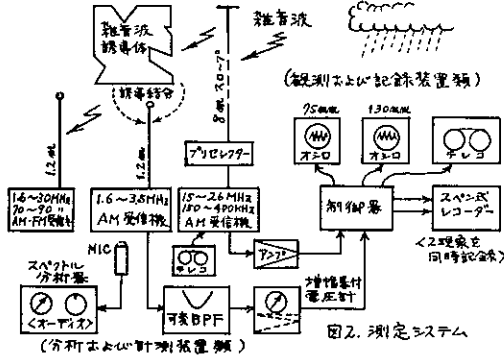 雑音波
誘導体
雑音波
誘導結合
8mスロープ
1.2m
1.2m
プリセレクター
1.6~30MHz
70~90 〃
AM-FM受信機
1.6~3.5MHz
AM受信機
15~26MHz
150~400KHz
AM受信機
(観測および記録装置類)
75mm
オシロ
130mm
オシロ
テレコ
制御器
2ペン式
レコーダー
<2現象を
同時記録>
MIC
スペクトル
分析器
<オーディオ>
テレコ
アンプ
可変BPF
増幅器付
電圧計
(分析および計測装置類)
図2. 測定システム